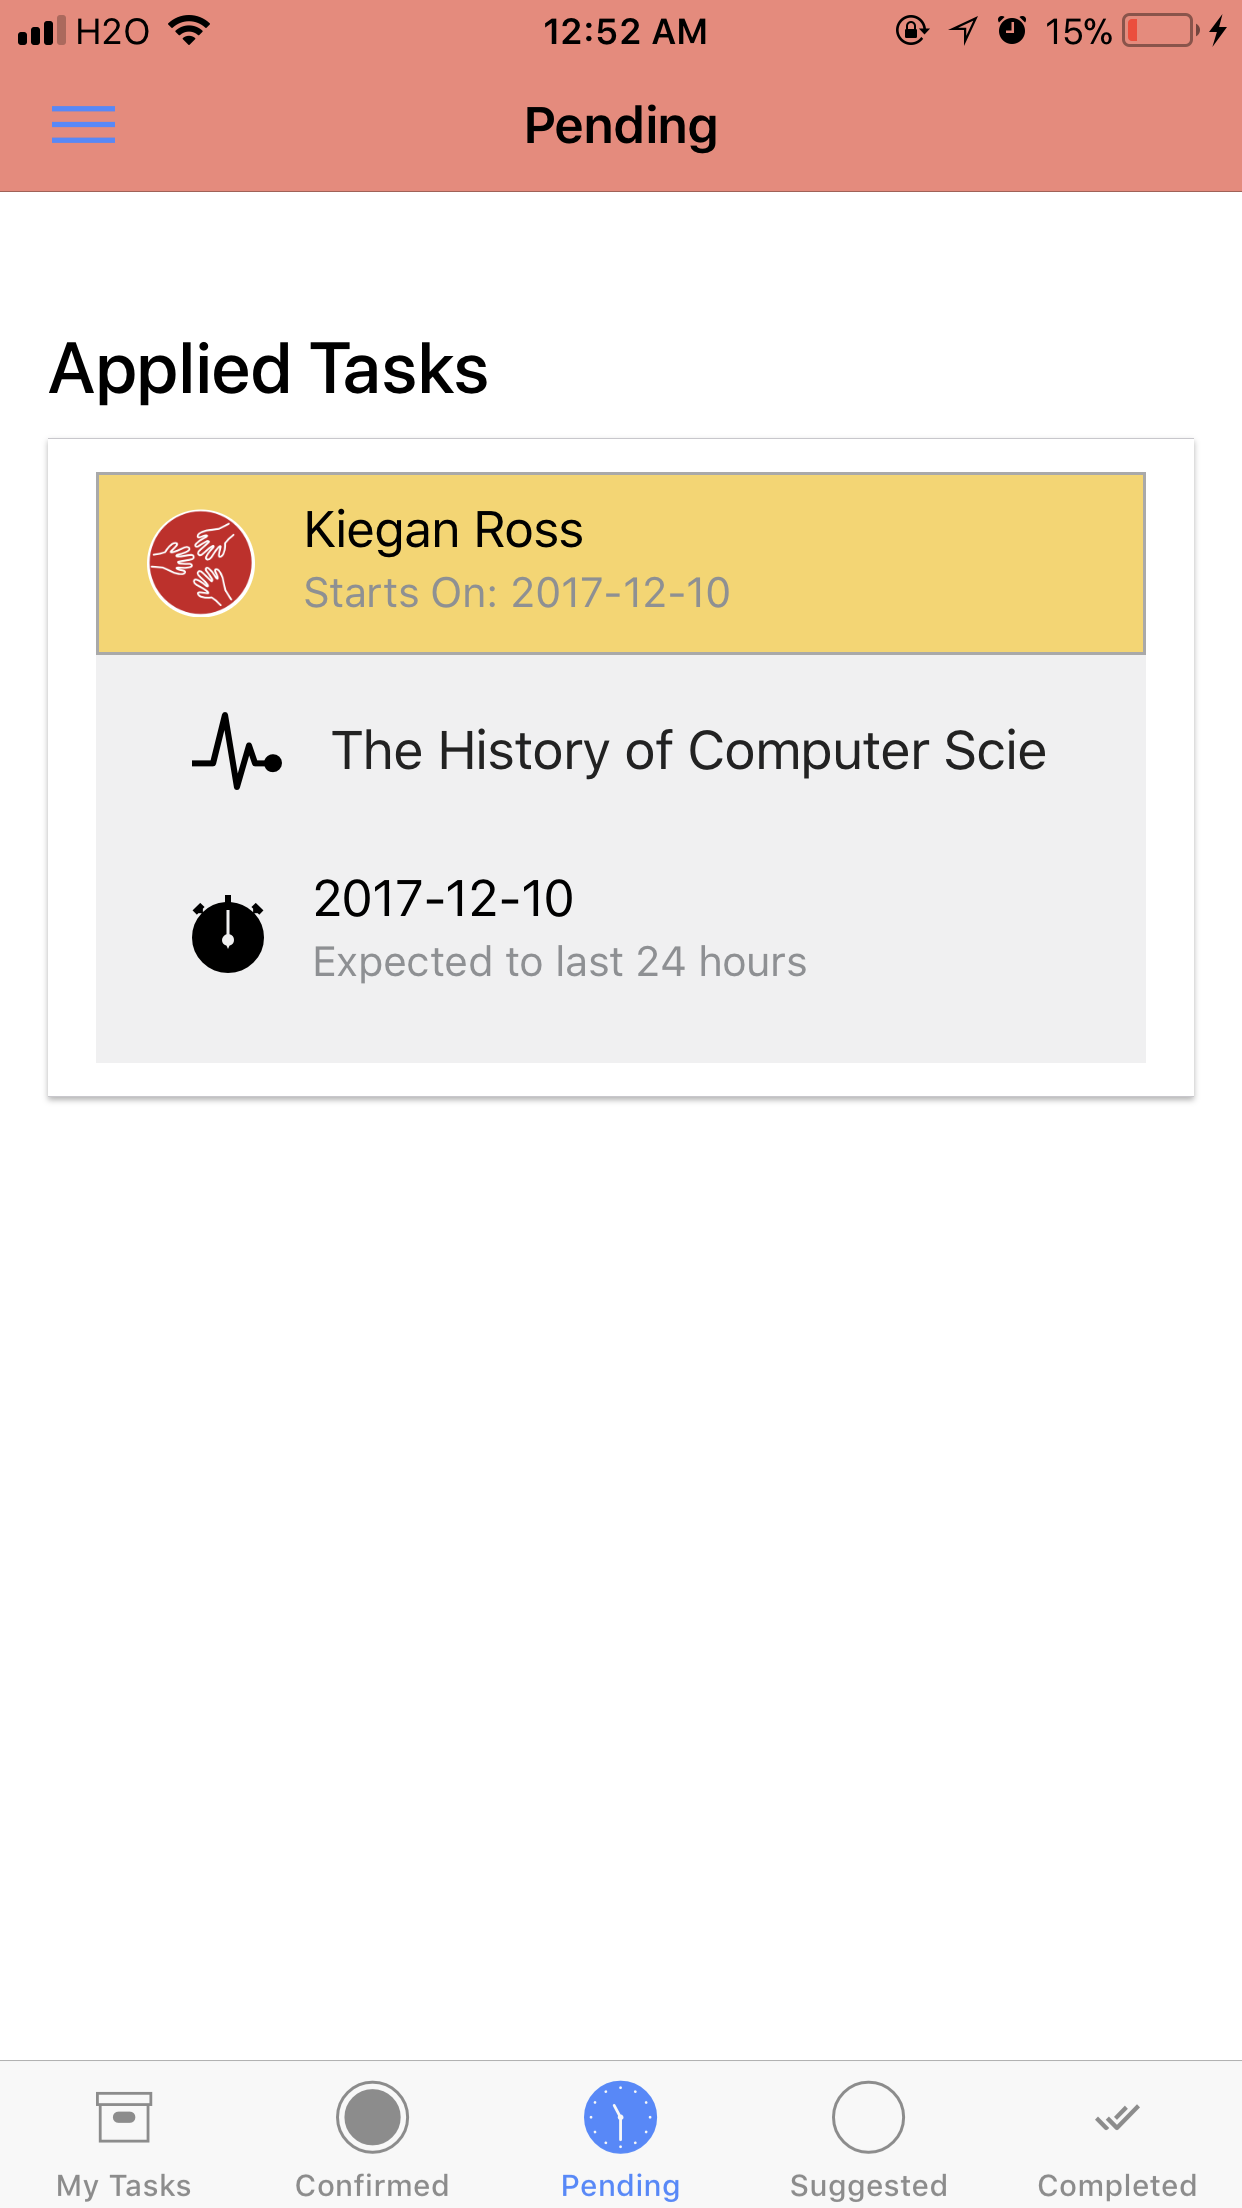 H2O
12:52 AM
15%
Pending
Applied Tasks
Kiegan Ross
Starts On: 2017-12-10
The History of Computer Scie
2017-12-10
Expected to last 24 hours
My Tasks
Confirmed
Pending
Suggested
Completed